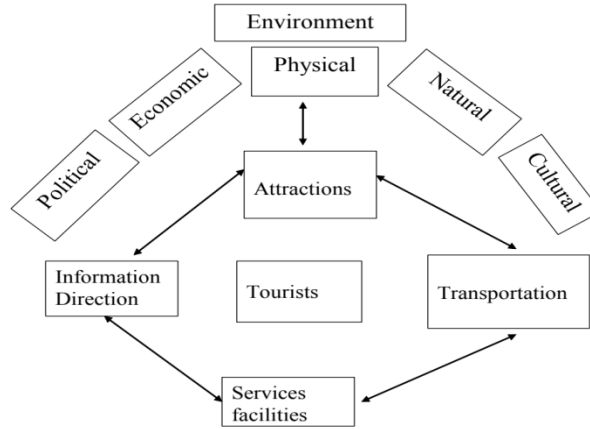 Environment
Physical
Economic
Natural
Political
Cultural
Attractions
Information
Direction
Tourists
Transportation
Services
facilities